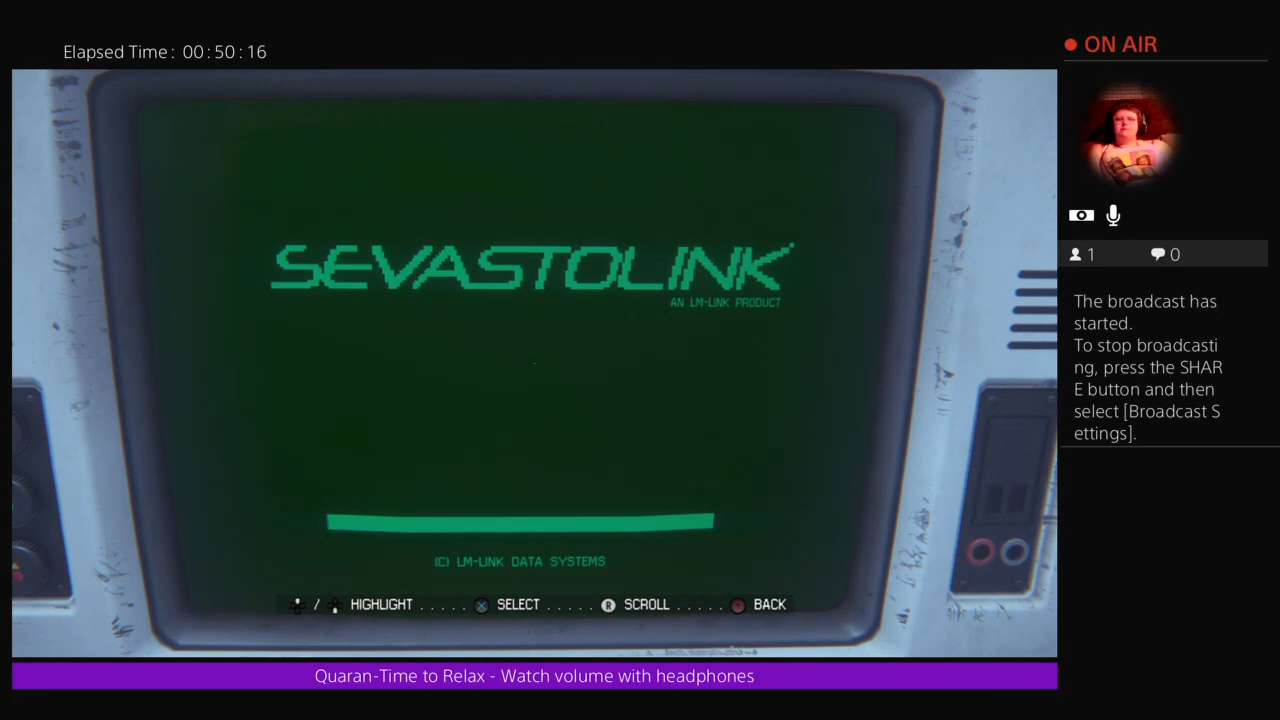 Elapsed Time: 00:50:16
ON AIR
SEVASTOLINK
AN LM-LINK PRODUCT
1 0
The broadcast has
started.
To stop broadcasti
ng, press the SHAR
E button and then
select [Broadcast S
ettings].
(C) LM-LINK DATA SYSTEMS
/ HIGHLIGHT ..... SELECT ..... R SCROLL ..... BACK
Quaran-Time to Relax - Watch volume with headphones